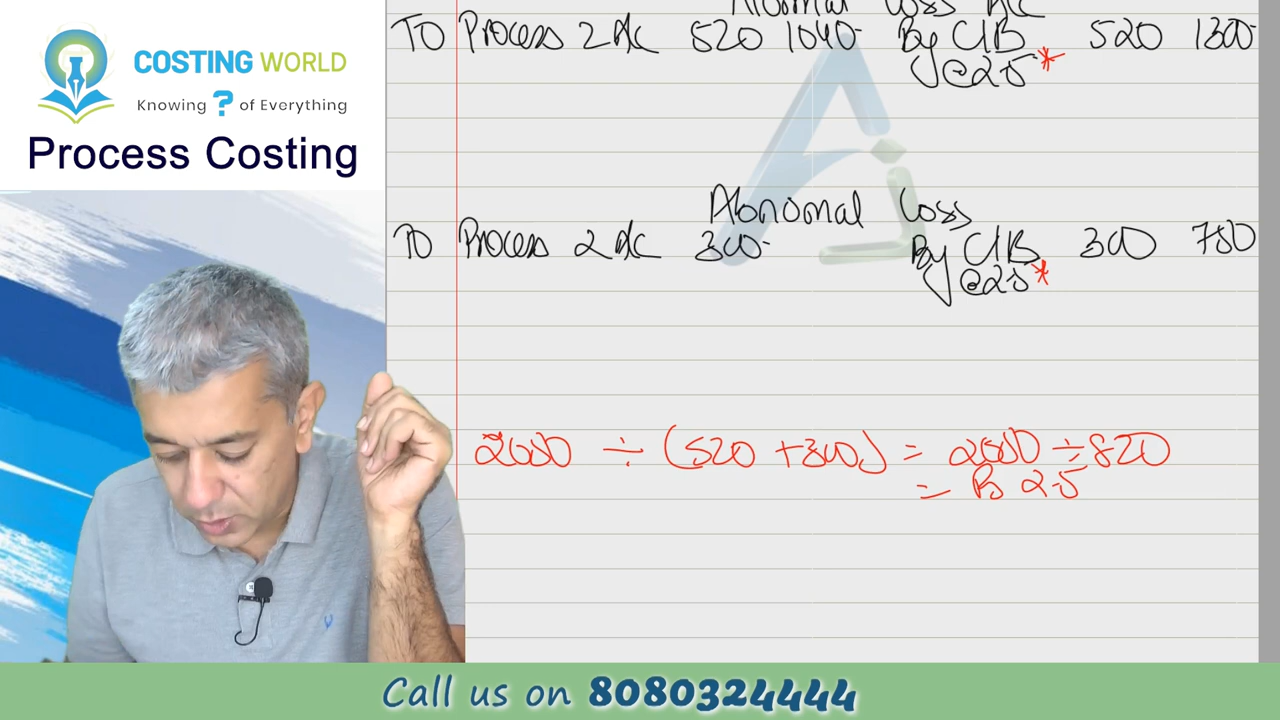 Abnormal Loss A/c
To Process 2 A/c 520 1040- By C/B 520 1300-
@2.5 *
COSTING WORLD
Knowing ? of Everything
Process Costing
Abnomal Loss
To Process 2 A/c 300- By C/B 300 750
@2.5 *
2050 ÷ (520 + 300) = 2050 ÷ 820
= Rs 2.5
Call us on 8080324444